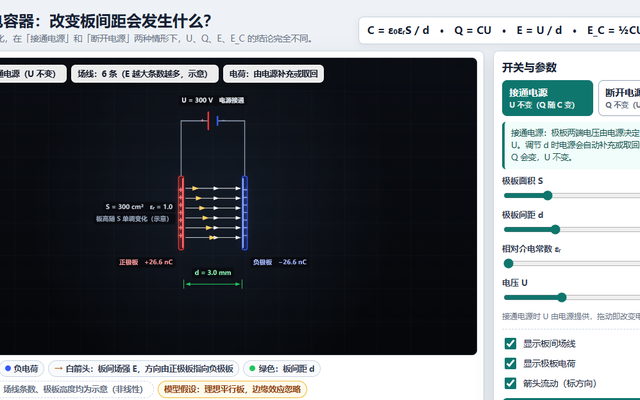 电容器：改变板间距会发生什么？
化，在「接通电源」和「断开电源」两种情形下，U、Q、E、E_C 的结论完全不同。
C = ε₀εᵣS / d • Q = CU • E = U / d • E_C = ½CU
通电源（U 不变）
场线：6 条（E 越大条数越多，示意）
电荷：由电源补充或取回
U = 300 V 电源接通
S = 300 cm² εᵣ = 1.0
板高随 S 单调变化（示意）
正极板 +26.6 nC
负极板 −26.6 nC
d = 3.0 mm
负电荷
→ 白箭头：板间场强 E，方向由正极板指向负极板
绿色：板间距 d
场线条数、极板高度均为示意（非线性）
模型假设：理想平行板，边缘效应忽略
开关与参数
接通电源
U 不变（Q 随 C 变）
断开电源
Q 不变（U
接通电源：极板两端电压由电源决定
U。调节 d 时电源会自动补充或取回
Q 会变，U 不变。
极板面积 S
极板间距 d
相对介电常数 εᵣ
电压 U
接通电源时 U 由电源提供，拖动即改变电
显示板间场线
显示极板电荷
箭头流动（标方向）